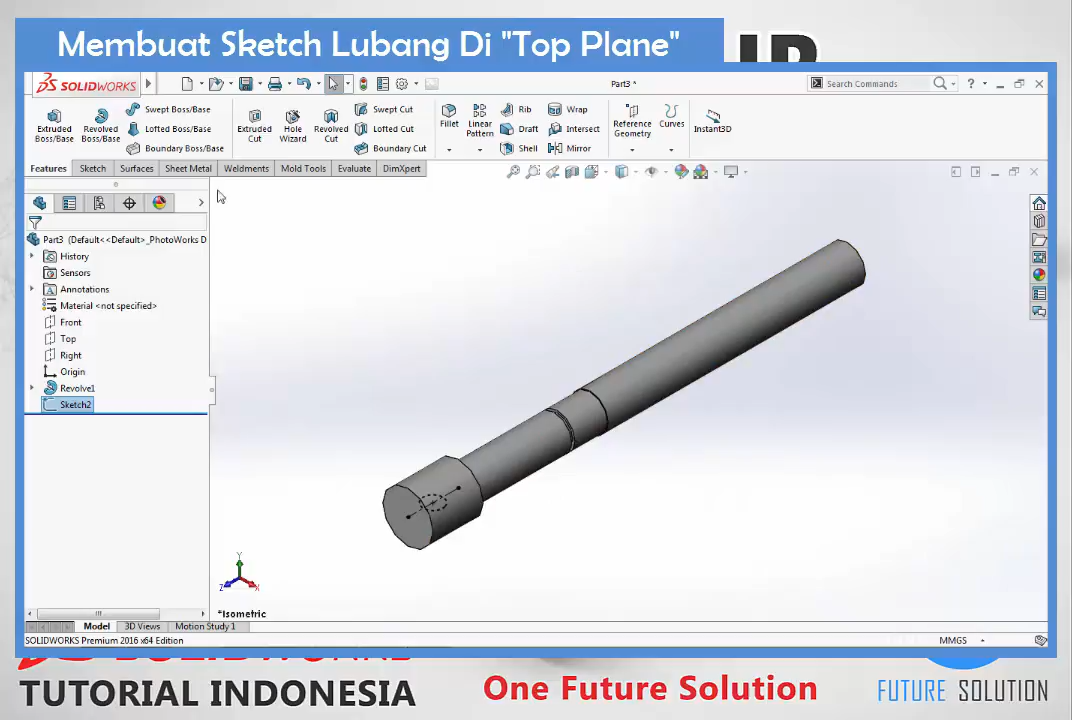 Membuat Sketch Lubang Di "Top Plane"
SOLIDWORKS
Part3 *
Search Commands
Extruded Boss/Base
Revolved Boss/Base
Swept Boss/Base
Lofted Boss/Base
Boundary Boss/Base
Extruded Cut
Hole Wizard
Revolved Cut
Swept Cut
Lofted Cut
Boundary Cut
Fillet
Linear Pattern
Rib
Draft
Shell
Wrap
Intersect
Mirror
Reference Geometry
Curves
Instant3D
Features
Sketch
Surfaces
Sheet Metal
Weldments
Mold Tools
Evaluate
DimXpert
Part3 (Default<<Default>_PhotoWorks D
History
Sensors
Annotations
Material <not specified>
Front
Top
Right
Origin
Revolve1
Sketch2
Y
Z
X
*Isometric
Model
3D Views
Motion Study 1
SOLIDWORKS Premium 2016 x64 Edition
MMGS
TUTORIAL INDONESIA
One Future Solution
FUTURE SOLUTION